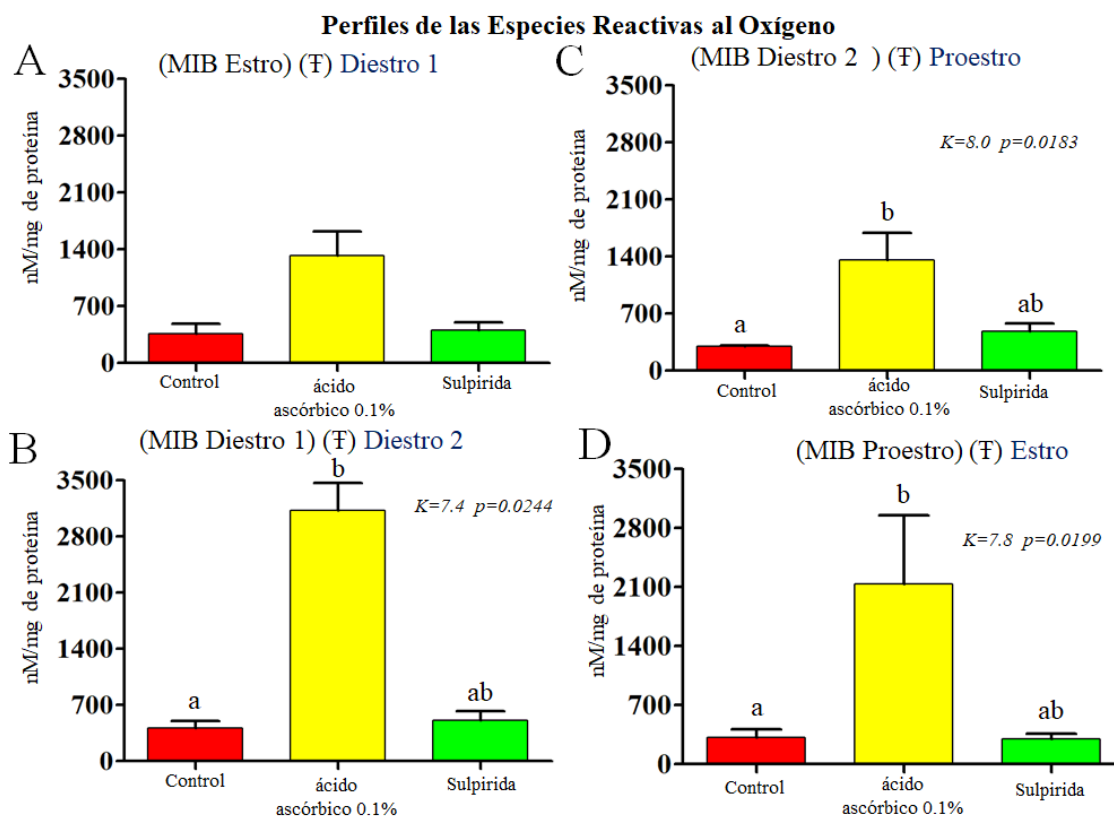 Perfiles de las Especies Reactivas al Oxígeno
A
(MIB Estro) (Ŧ) Diestro 1
nM/mg de proteína
3500
2800
2100
1400
700
0
Control
ácido
ascórbico 0.1%
Sulpirida
B
(MIB Diestro 1) (Ŧ) Diestro 2
nM/mg de proteína
3500
2800
2100
1400
700
0
a
b
ab
K=7.4 p=0.0244
Control
ácido
ascórbico 0.1%
Sulpirida
C
(MIB Diestro 2 ) (Ŧ) Proestro
nM/mg de proteína
3500
2800
2100
1400
700
0
a
b
ab
K=8.0 p=0.0183
Control
ácido
ascórbico 0.1%
Sulpirida
D
(MIB Proestro) (Ŧ) Estro
nM/mg de proteína
3500
2800
2100
1400
700
0
a
b
ab
K=7.8 p=0.0199
Control
ácido
ascórbico 0.1%
Sulpirida